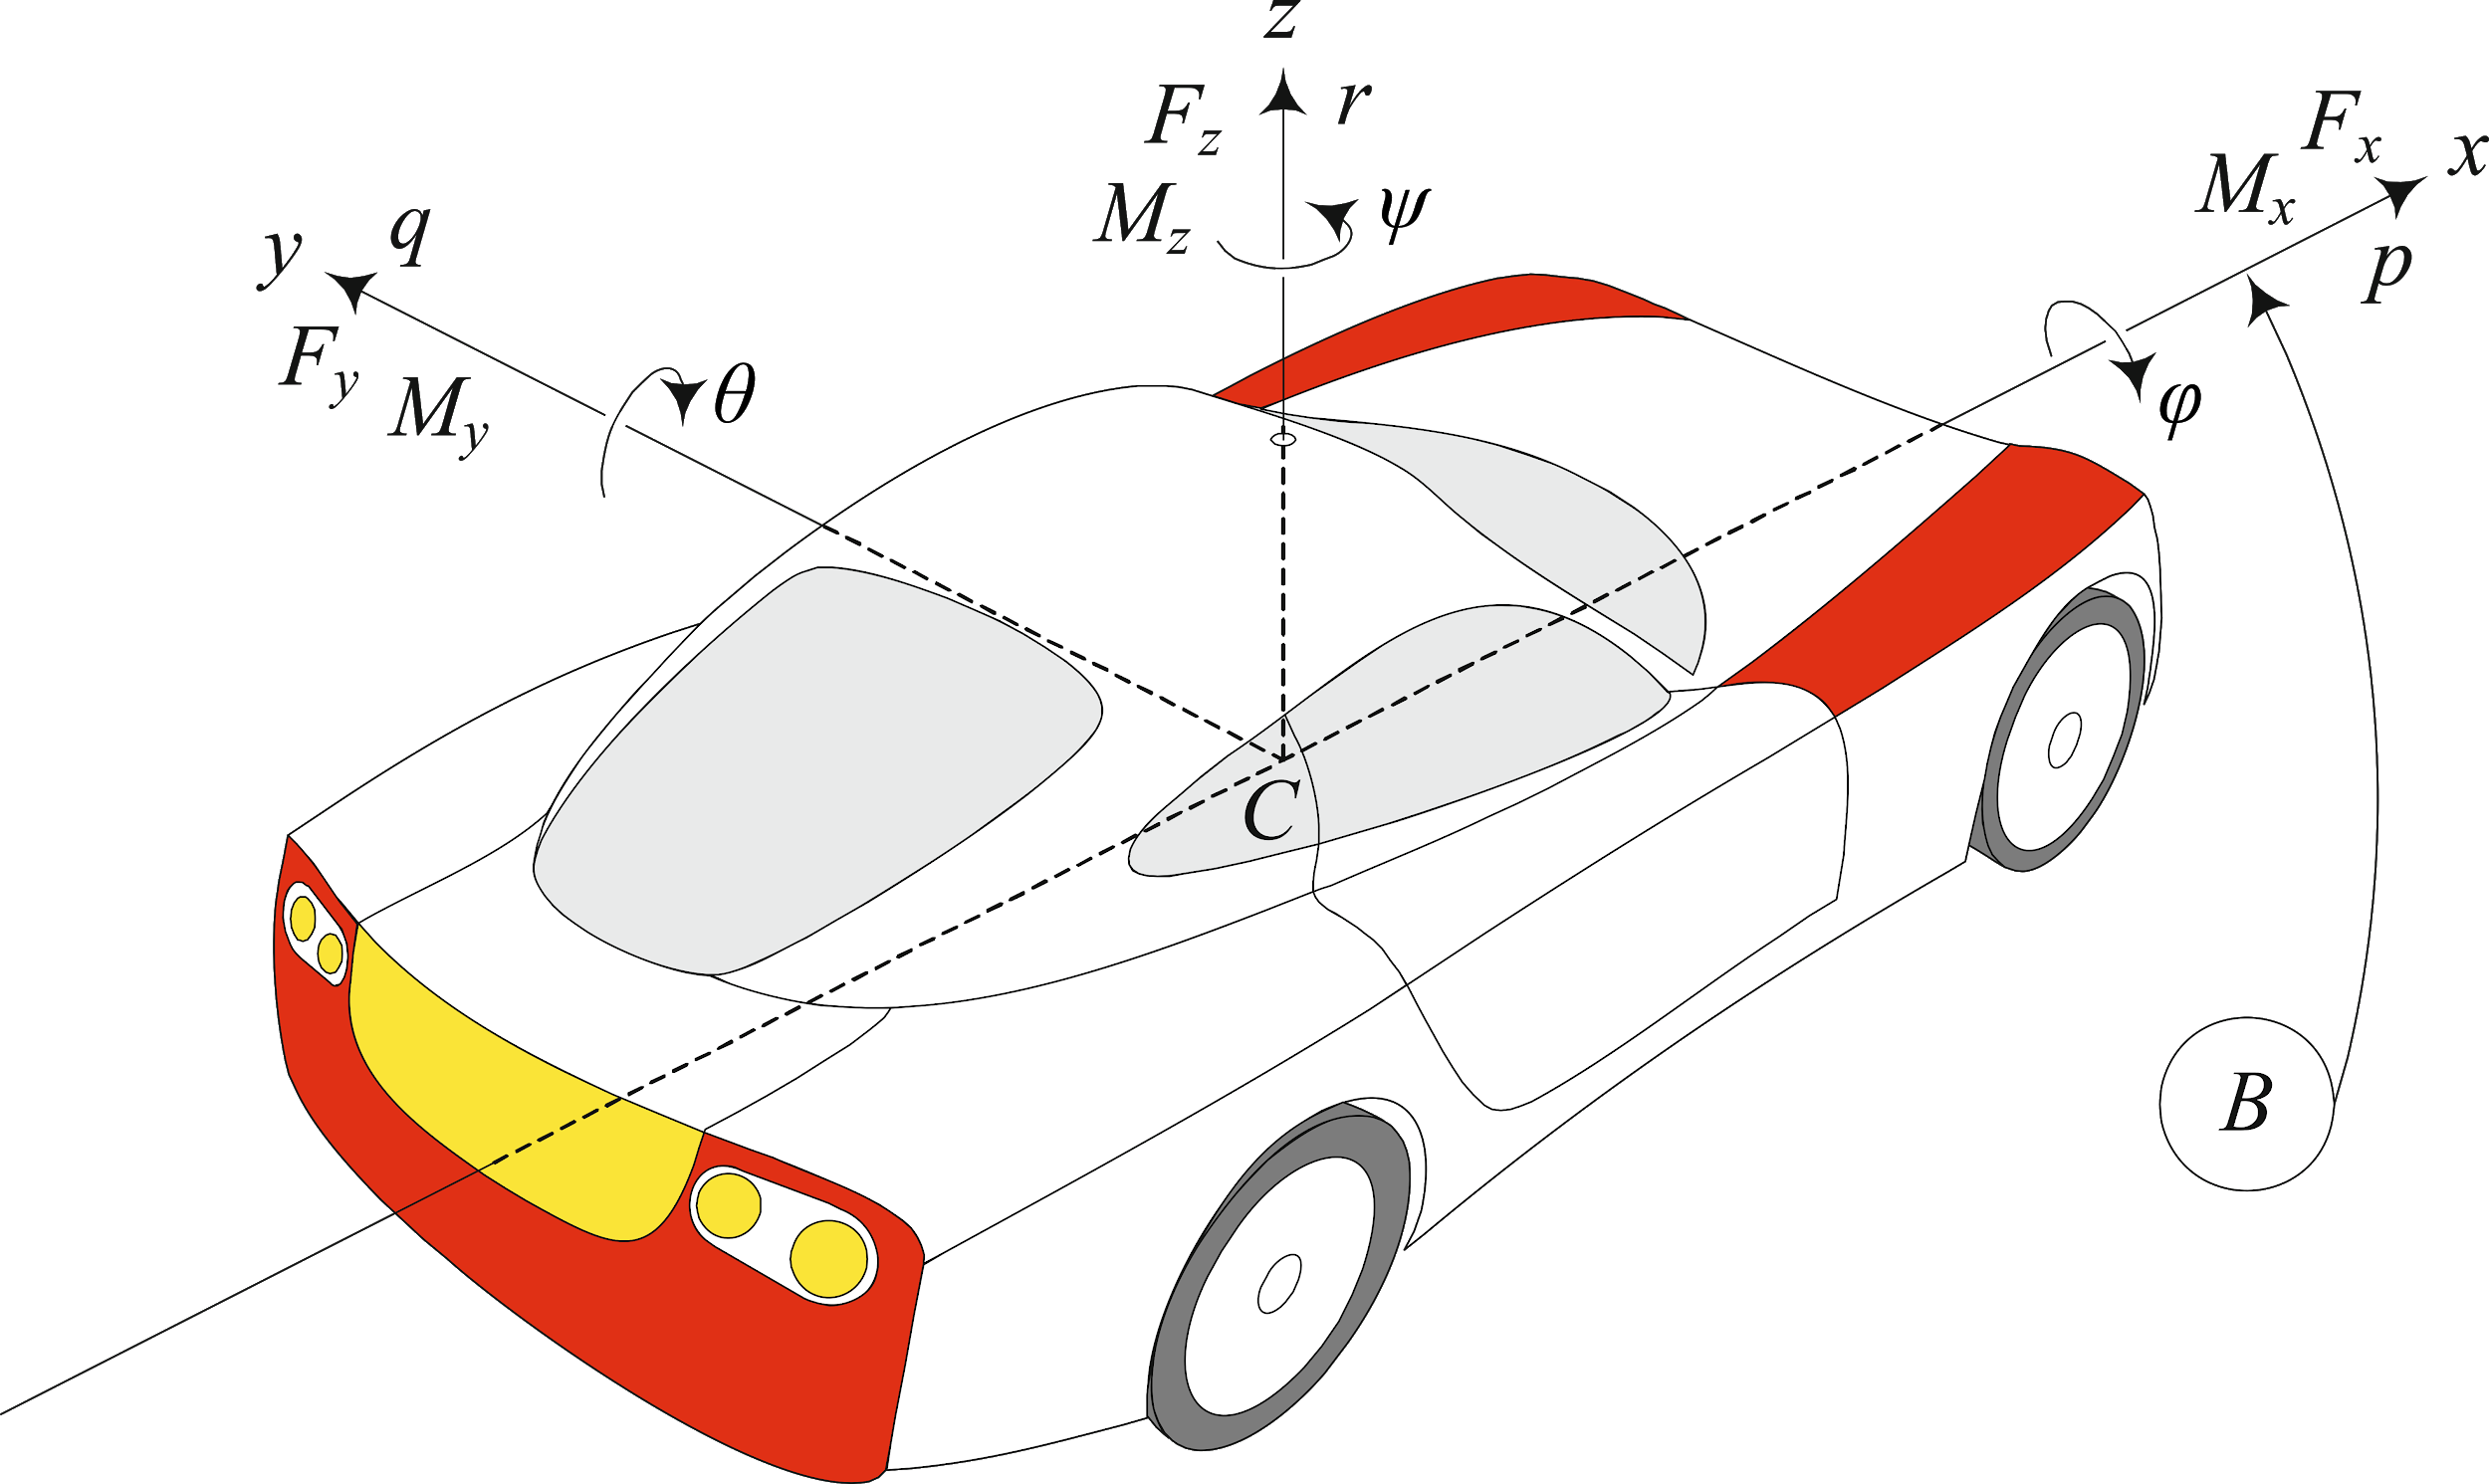 z
F_z r
M_z ψ
F_x x
M_x
p
φ
y q
F_y
M_y,
θ
C
B